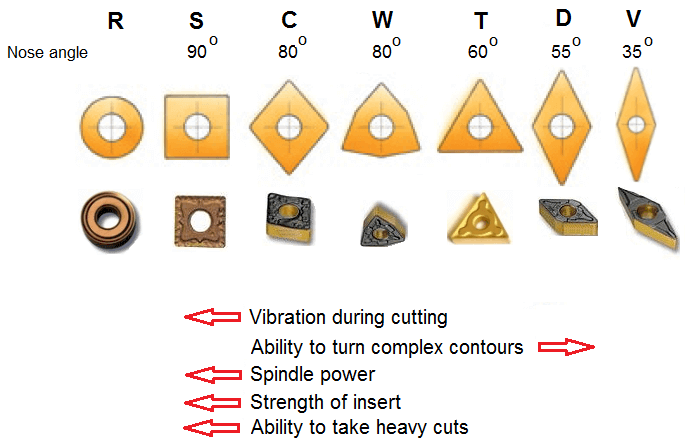 R S C W T D V
Nose angle 90° 80° 80° 60° 55° 35°
Vibration during cutting
Ability to turn complex contours
Spindle power
Strength of insert
Ability to take heavy cuts